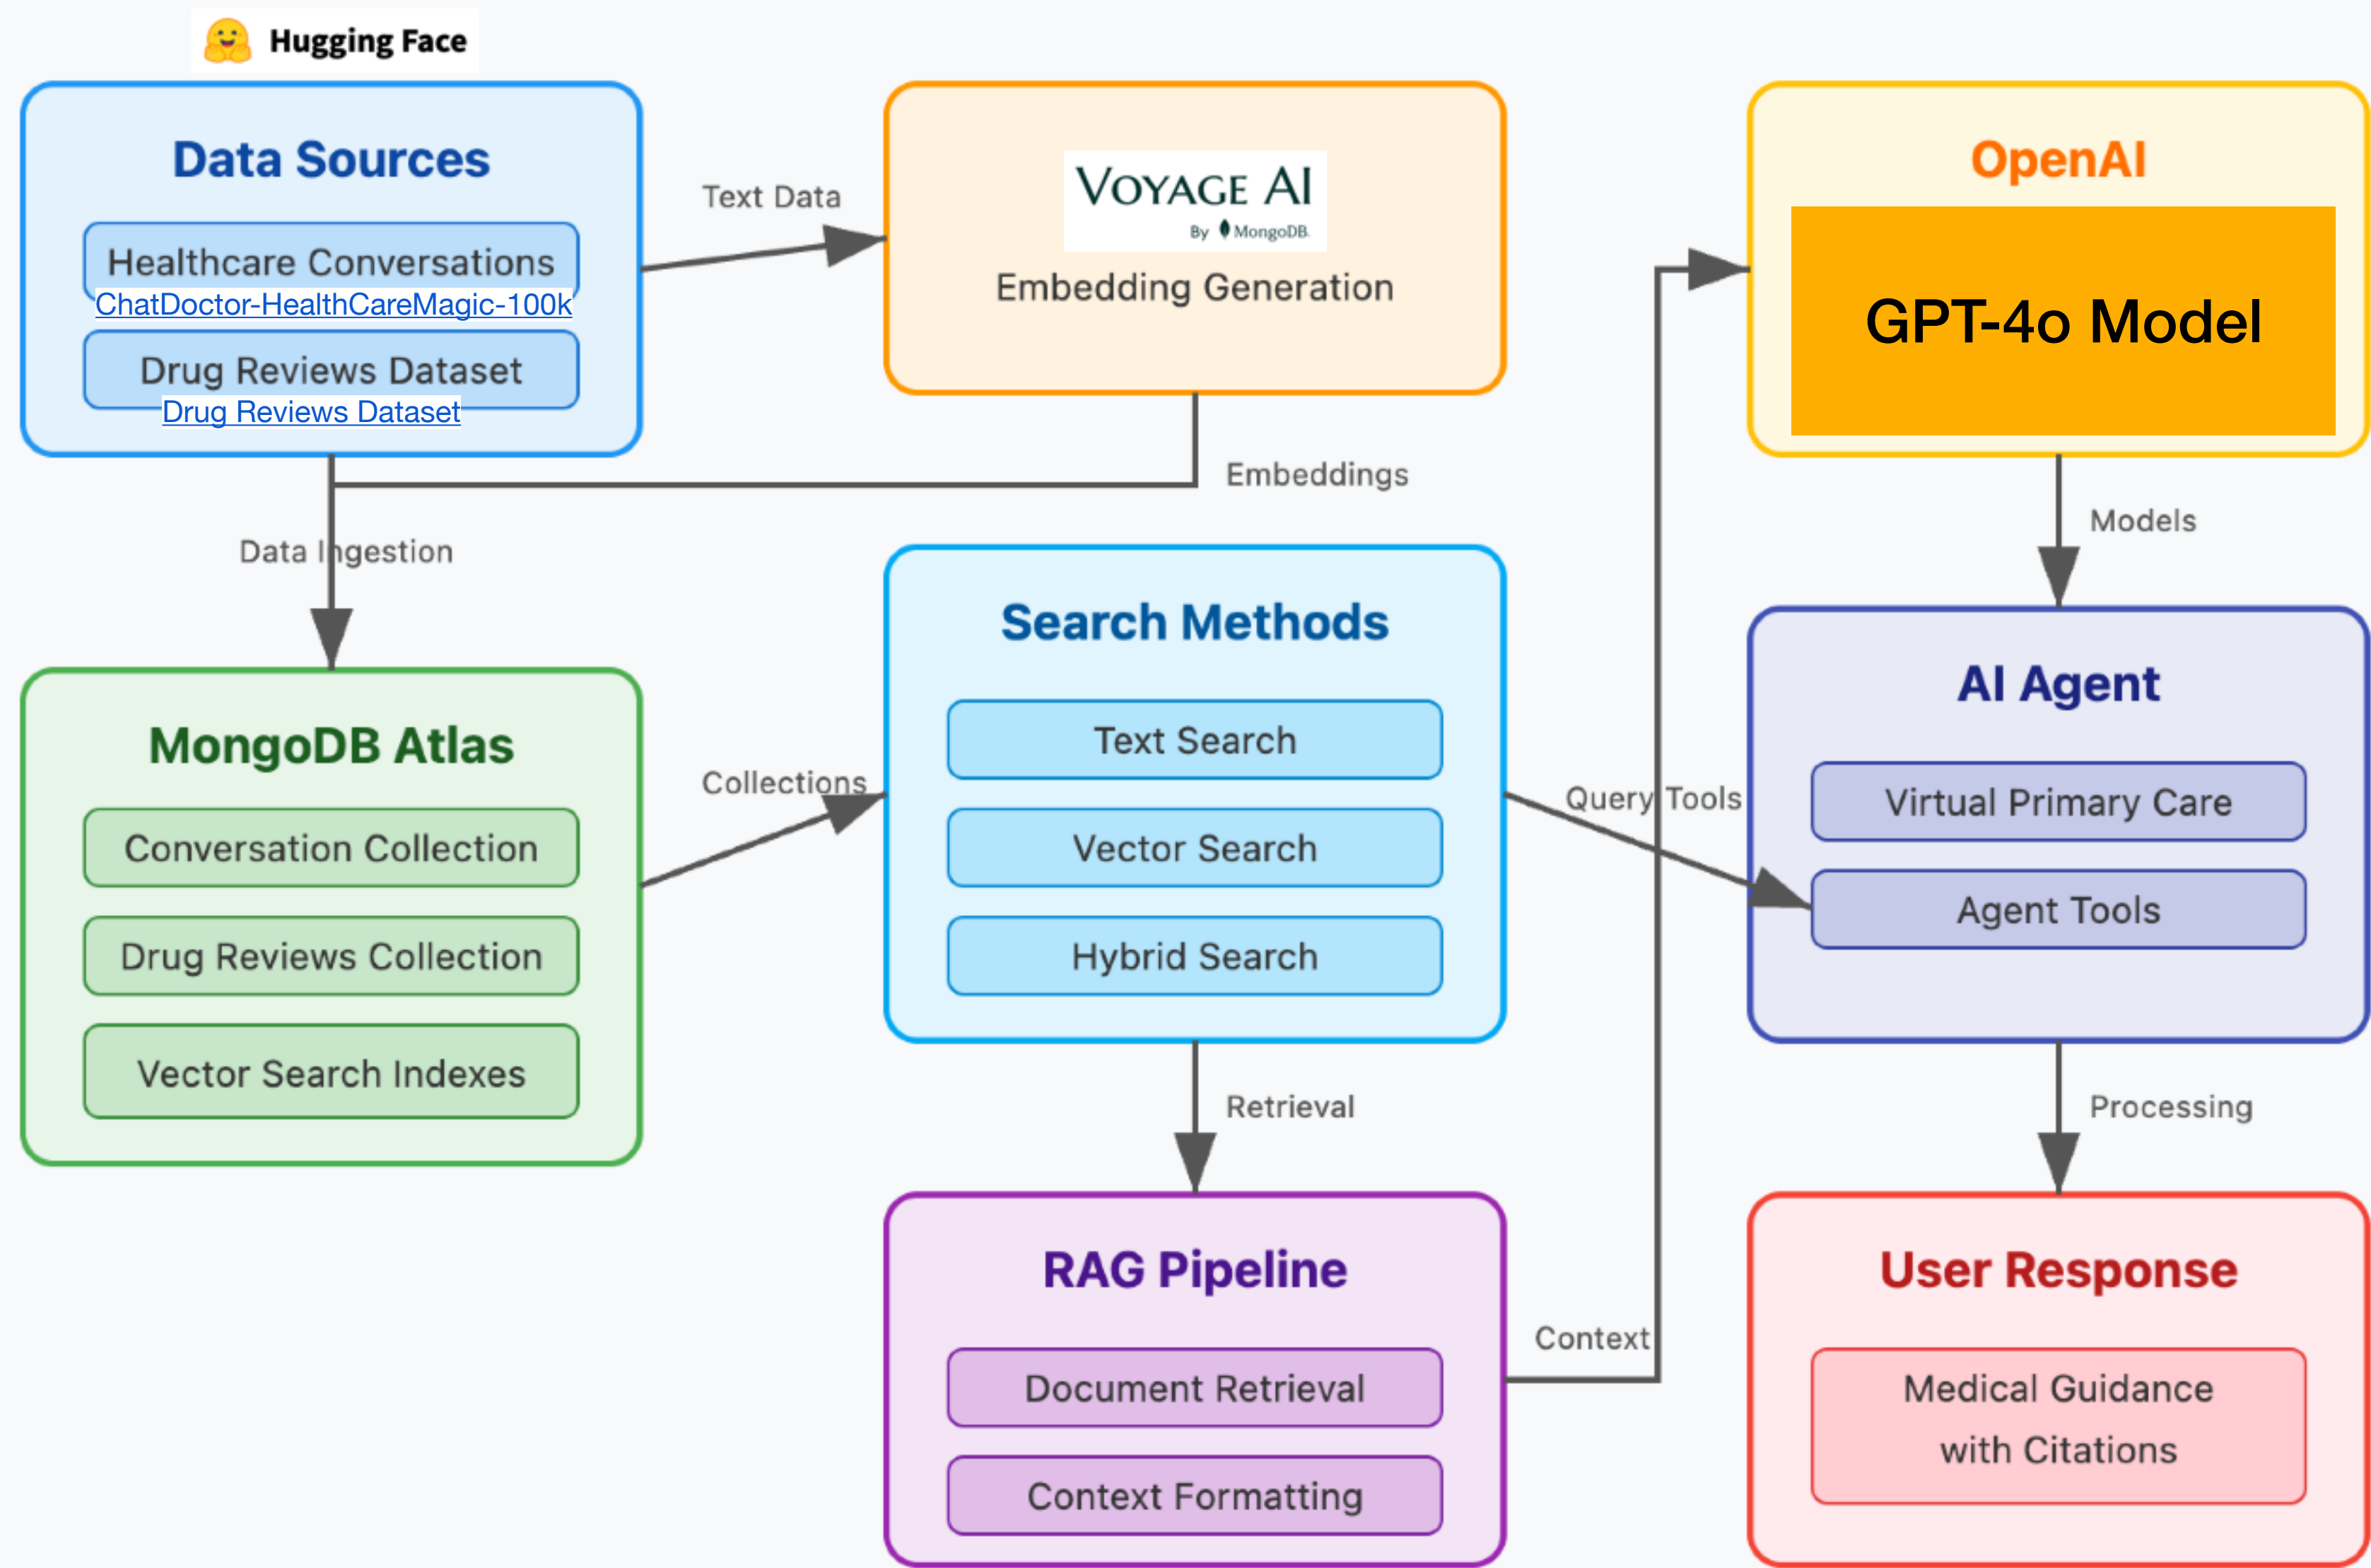 Hugging Face
Data Sources
Healthcare Conversations
ChatDoctor-HealthCareMagic-100k
Drug Reviews Dataset
Drug Reviews Dataset
Text Data
VOYAGE AI
By MongoDB.
Embedding Generation
OpenAI
GPT-4o Model
Embeddings
Data Ingestion
Models
MongoDB Atlas
Conversation Collection
Drug Reviews Collection
Vector Search Indexes
Collections
Search Methods
Text Search
Vector Search
Hybrid Search
Query Tools
AI Agent
Virtual Primary Care
Agent Tools
Retrieval
Processing
RAG Pipeline
Document Retrieval
Context Formatting
Context
User Response
Medical Guidance
with Citations